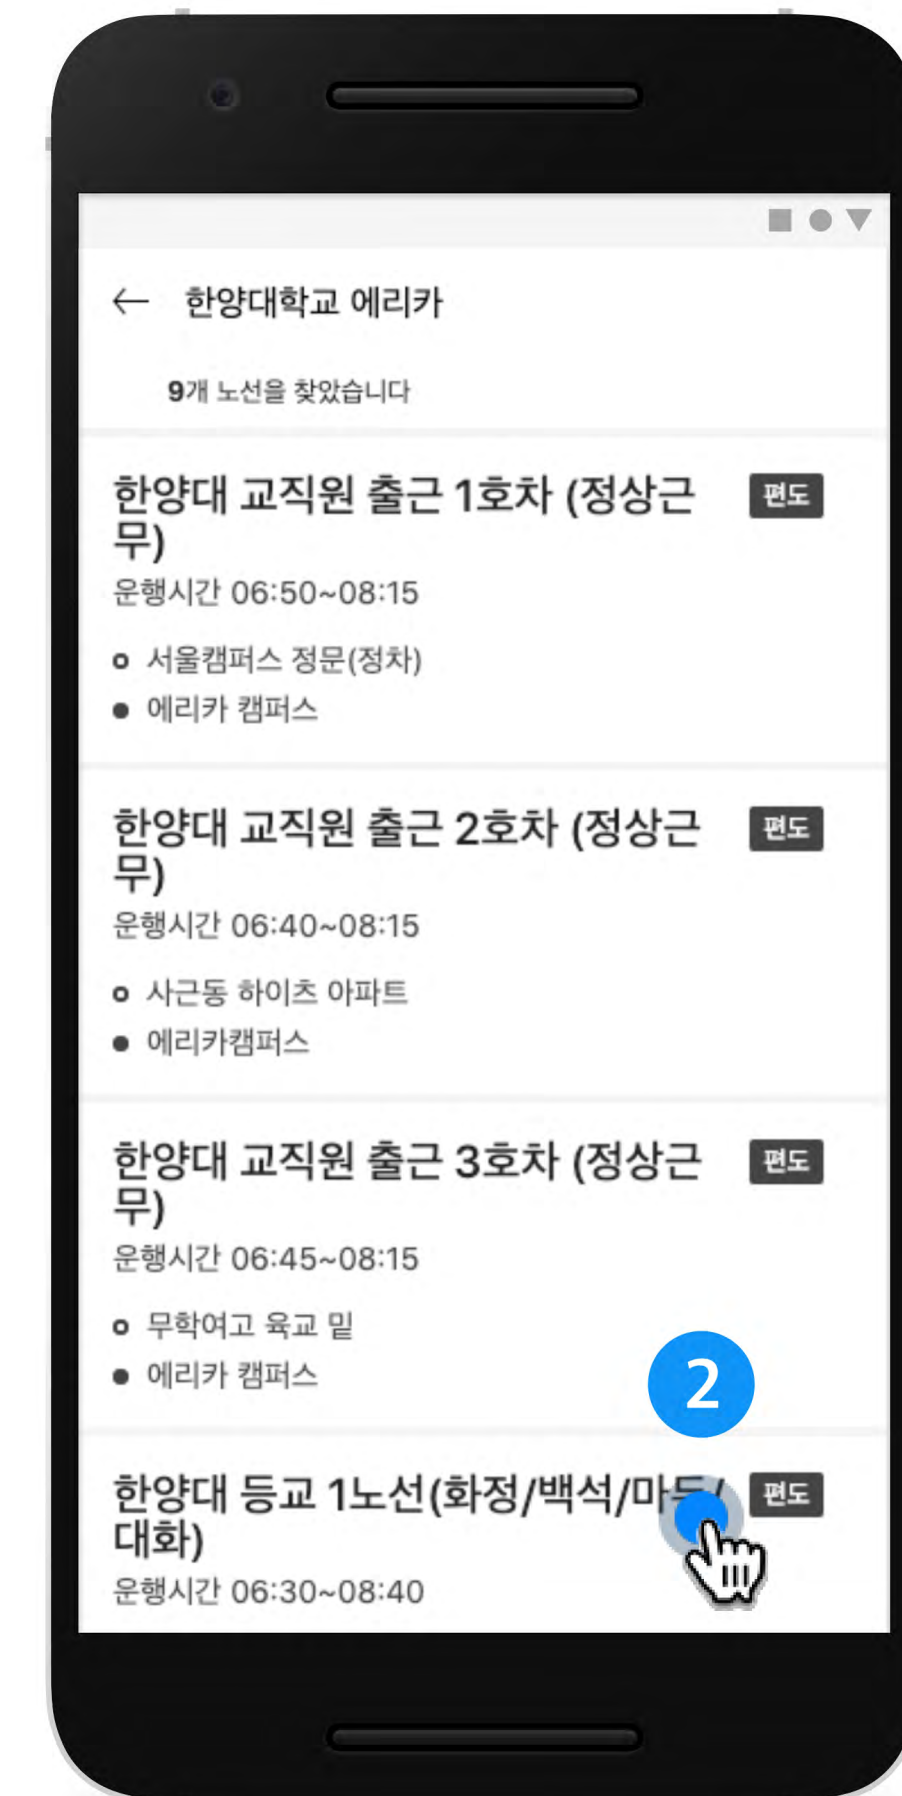 한양대학교 에리카
9개 노선을 찾았습니다
한양대 교직원 출근 1호차 (정상근 편도
무)
운행시간 06:50~08:15
서울캠퍼스 정문(정차)
에리카 캠퍼스
한양대 교직원 출근 2호차 (정상근 편도
무)
운행시간 06:40~08:15
사근동 하이츠 아파트
에리카캠퍼스
한양대 교직원 출근 3호차 (정상근 편도
무)
운행시간 06:45~08:15
무학여고 육교 밑
에리카 캠퍼스
2
한양대 등교 1노선(화정/백석/마두/ 편도
대화)
운행시간 06:30~08:40